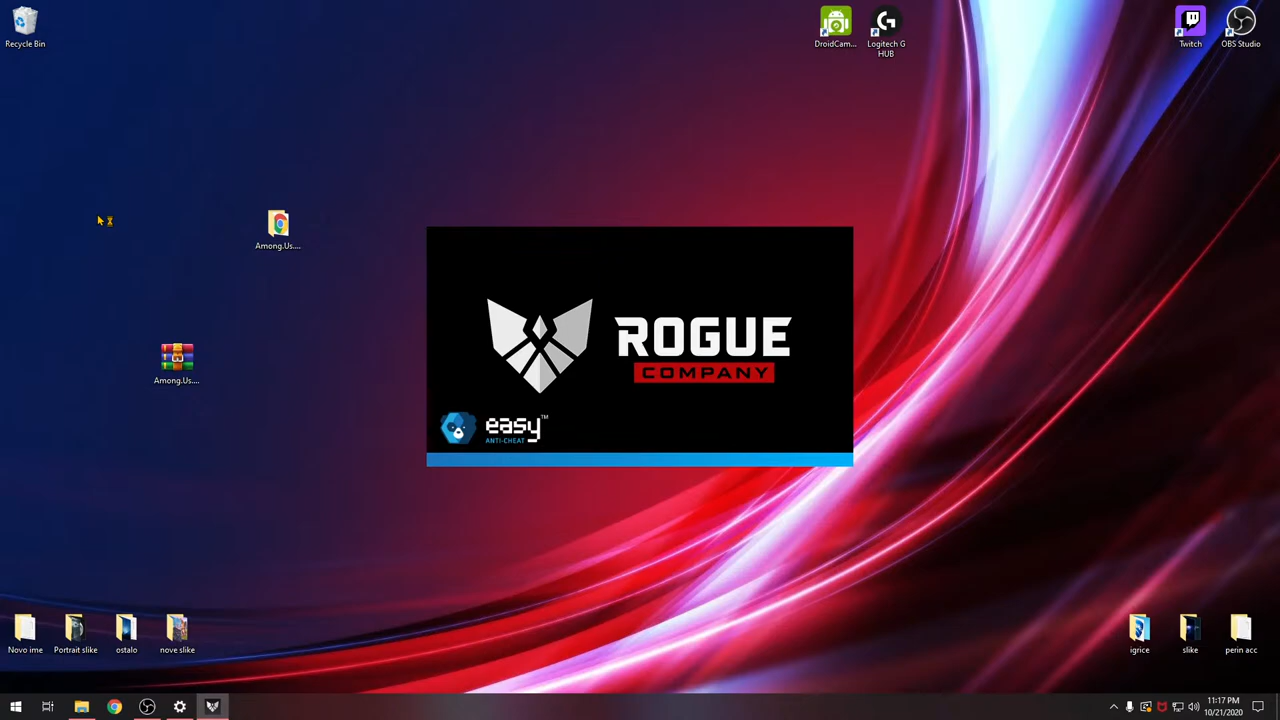 Recycle Bin
DroidCam...
Logitech G
HUB
Twitch
OBS Studio
Among.Us....
Among.Us....
ROGUE
COMPANY
easy™
ANTI-CHEAT
Novo ime
Portrait slike
ostalo
nove slike
igrice
slike
perin acc
11:17 PM
10/21/2020